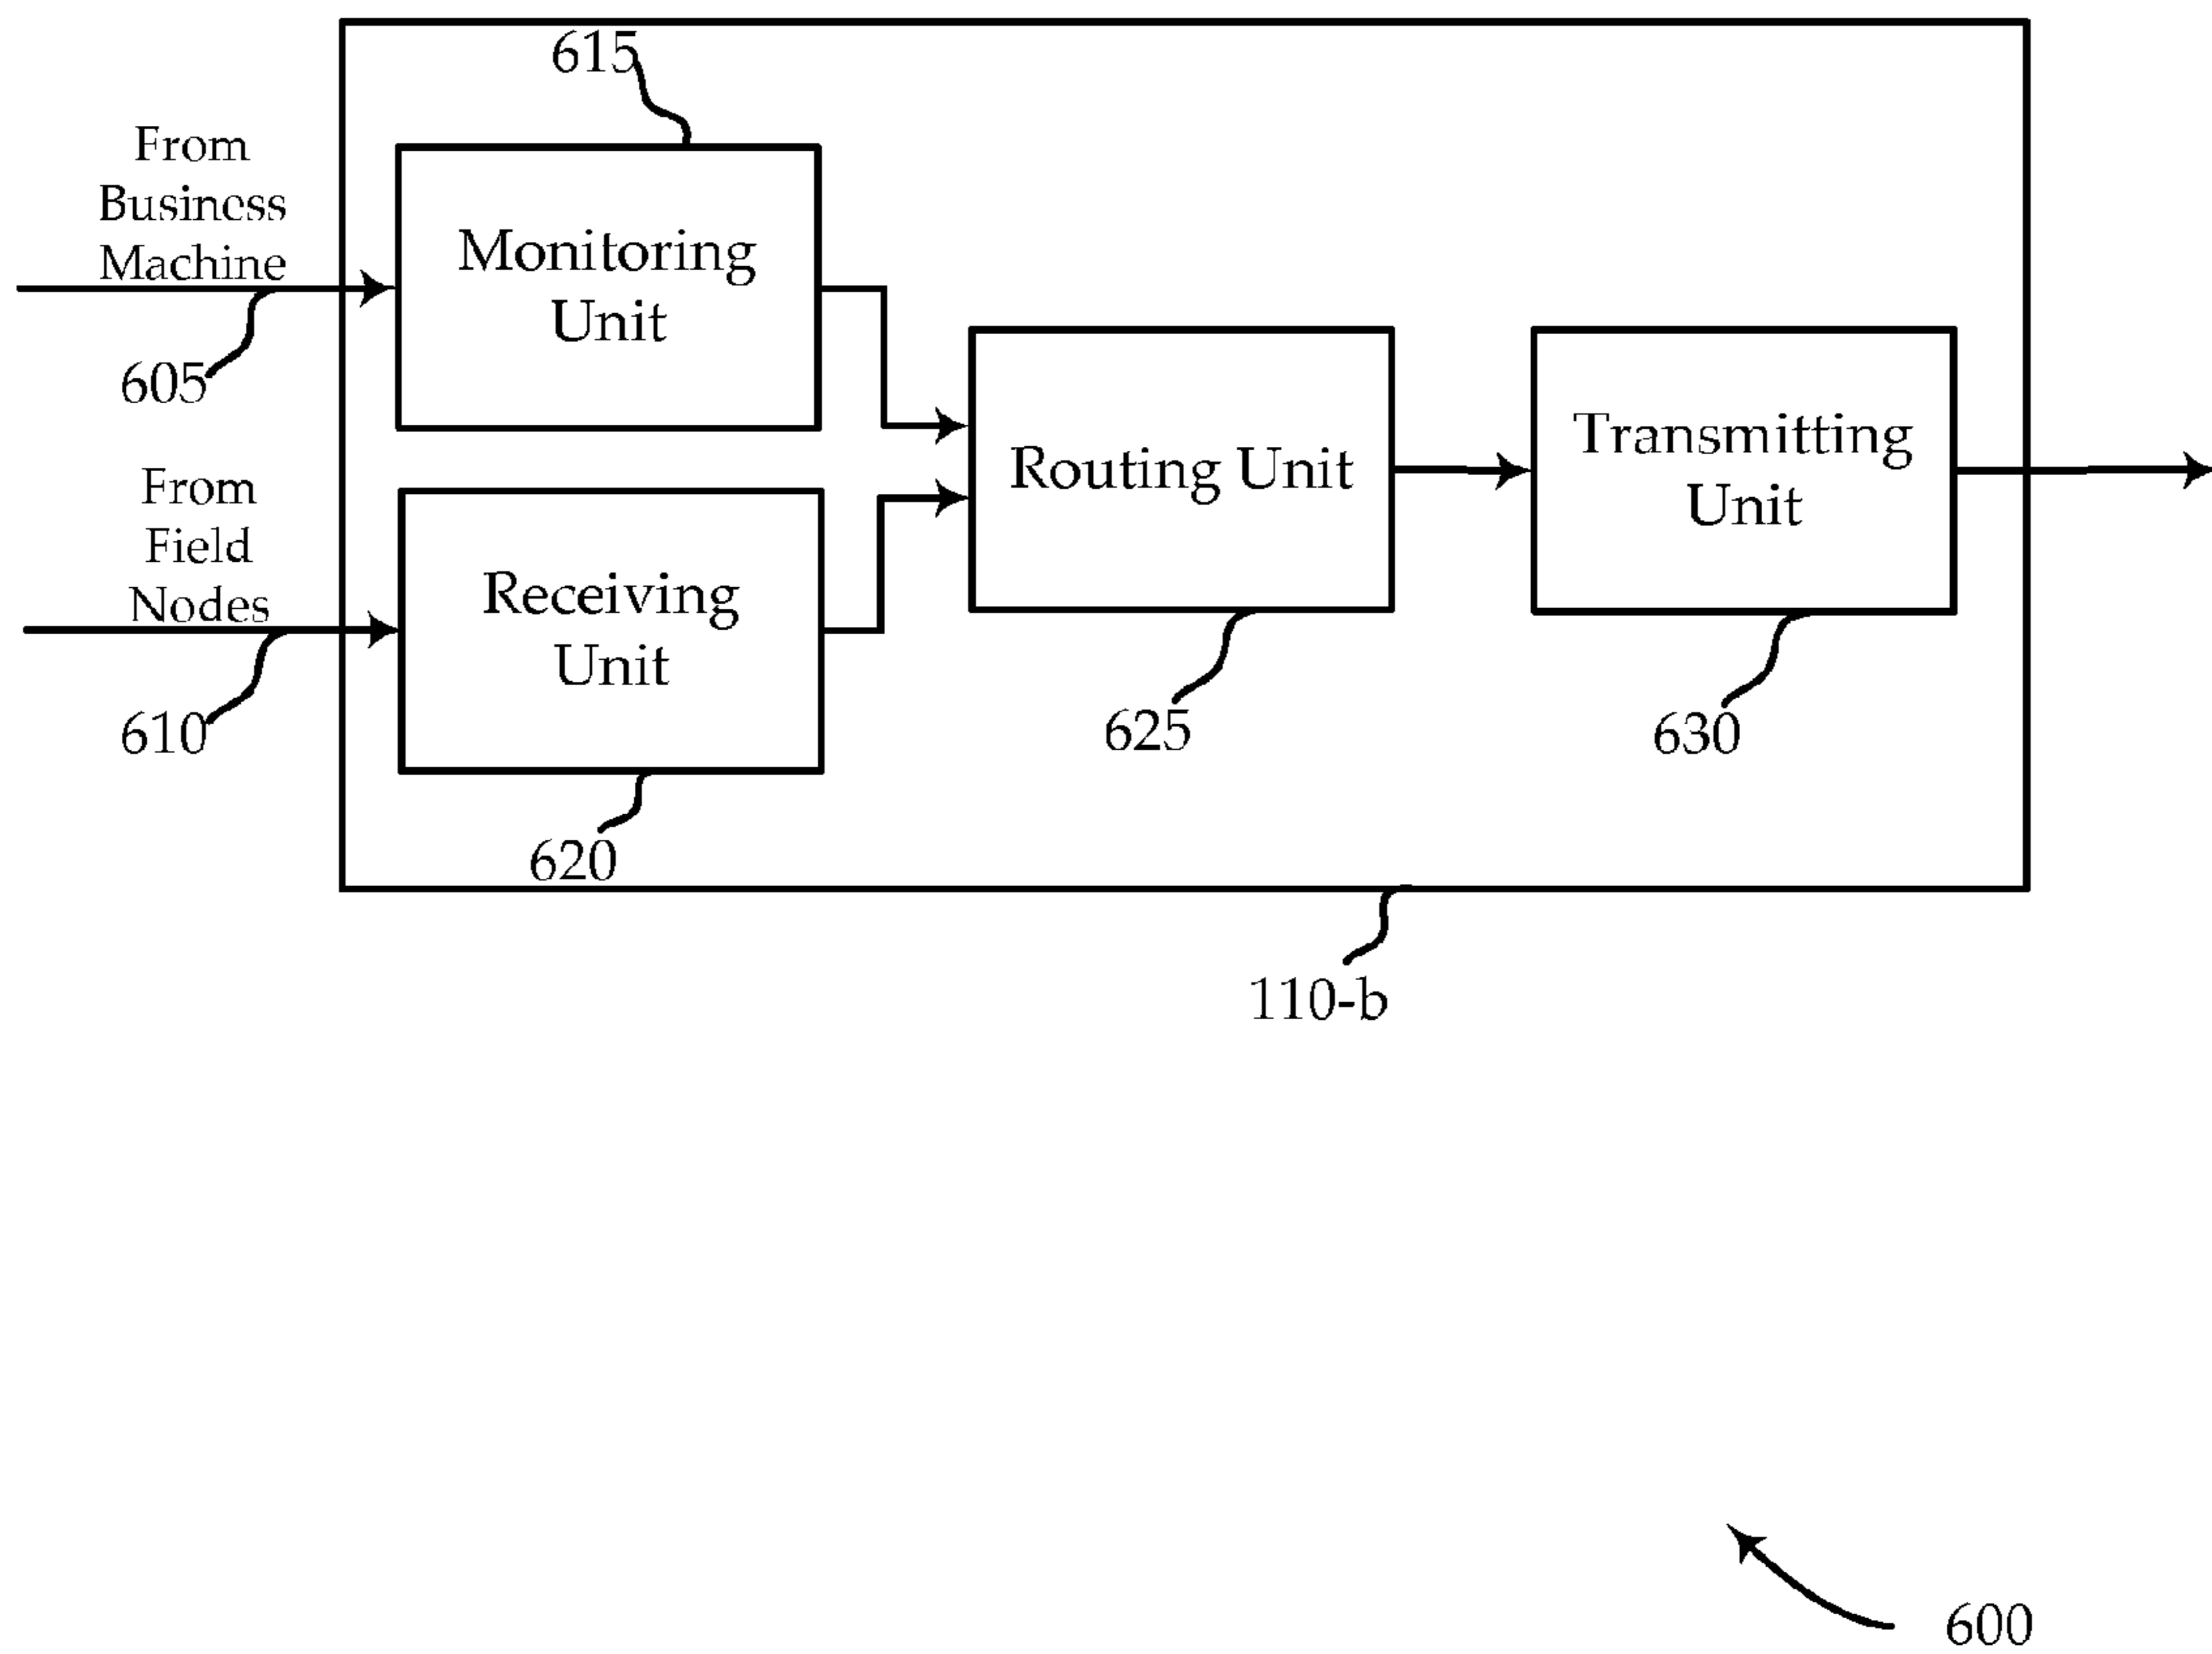 615
From
Business
Machine
Monitoring
Unit
605
From
Field
Nodes
Receiving
Unit
610
620
Routing Unit
625
Transmitting
Unit
630
110-b
600